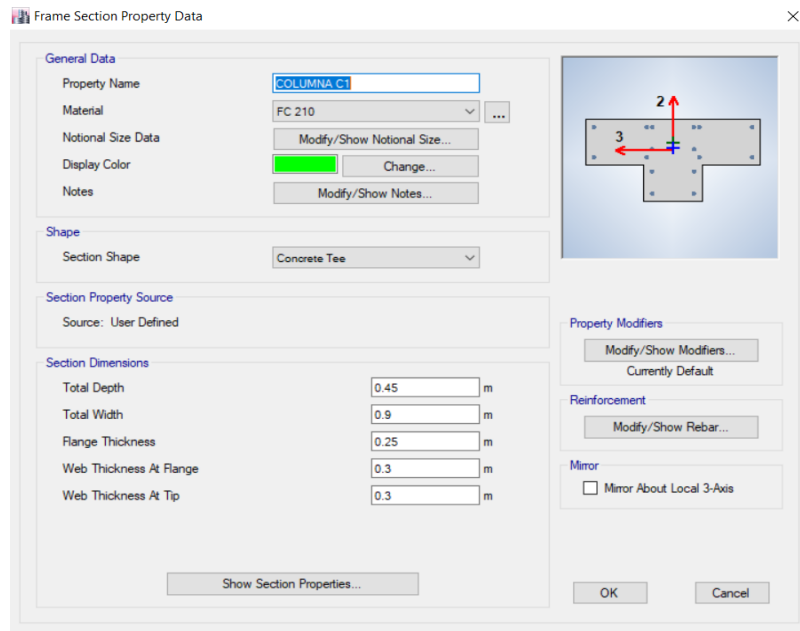 Frame Section Property Data
General Data
Property Name COLUMNA C1
Material FC 210 ...
Notional Size Data Modify/Show Notional Size...
Display Color Change...
Notes Modify/Show Notes...
Shape
Section Shape Concrete Tee
Section Property Source
Source: User Defined
Section Dimensions
Total Depth 0.45 m
Total Width 0.9 m
Flange Thickness 0.25 m
Web Thickness At Flange 0.3 m
Web Thickness At Tip 0.3 m
Show Section Properties...
2
3
Property Modifiers
Modify/Show Modifiers...
Currently Default
Reinforcement
Modify/Show Rebar...
Mirror
Mirror About Local 3-Axis
OK Cancel